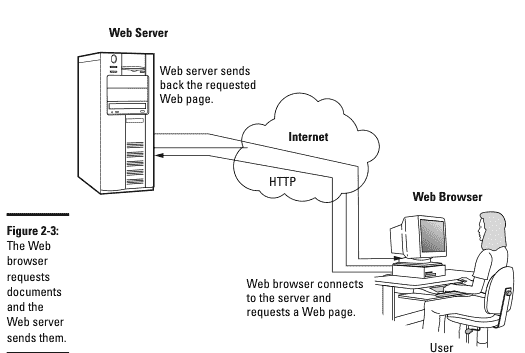 Web Server
Web server sends
back the requested
Web page.
Internet
HTTP
Web Browser
Figure 2-3:
The Web
browser
requests
documents
and the
Web server
sends them.
Web browser connects
to the server and
requests a Web page.
User